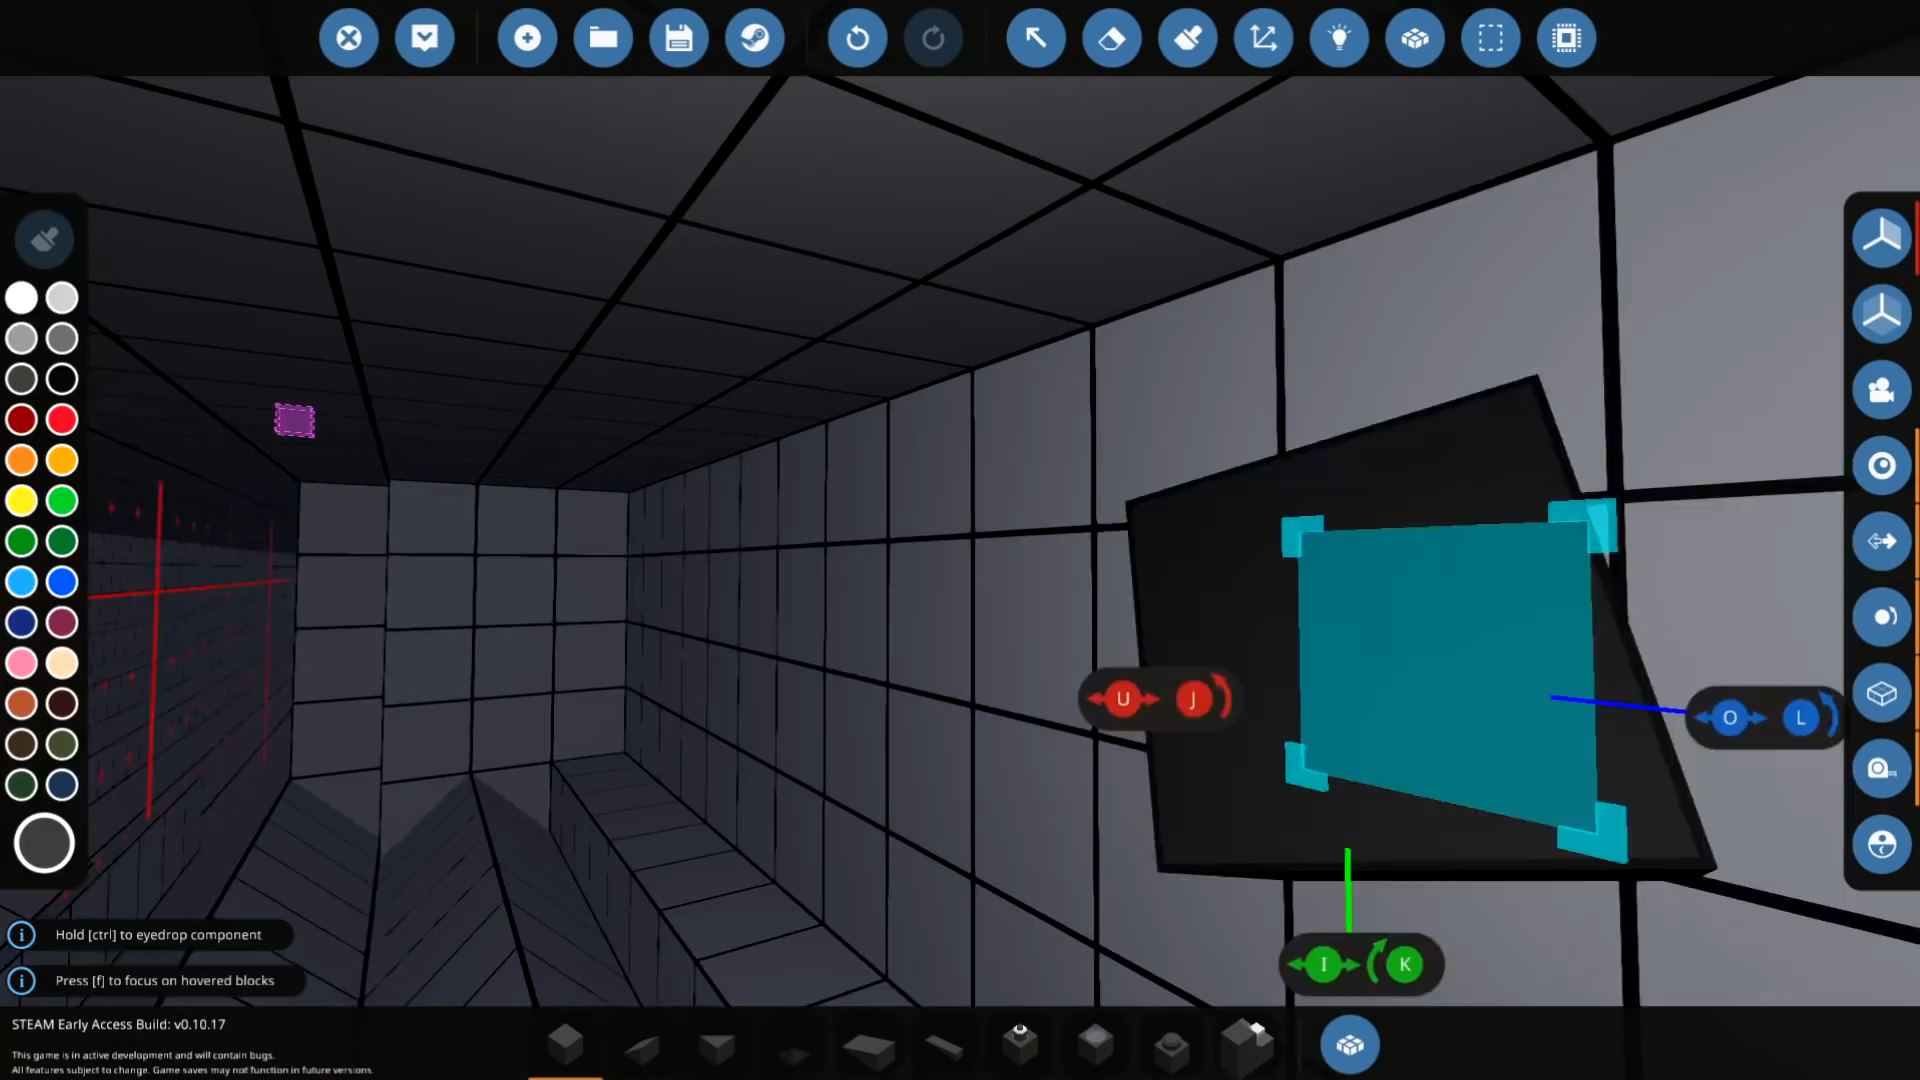 U J
O L
I K
Hold [ctrl] to eyedrop component
Press [f] to focus on hovered blocks
STEAM Early Access Build: v0.10.17
This game is in active development and will contain bugs.
All features subject to change. Game saves may not function in future versions.